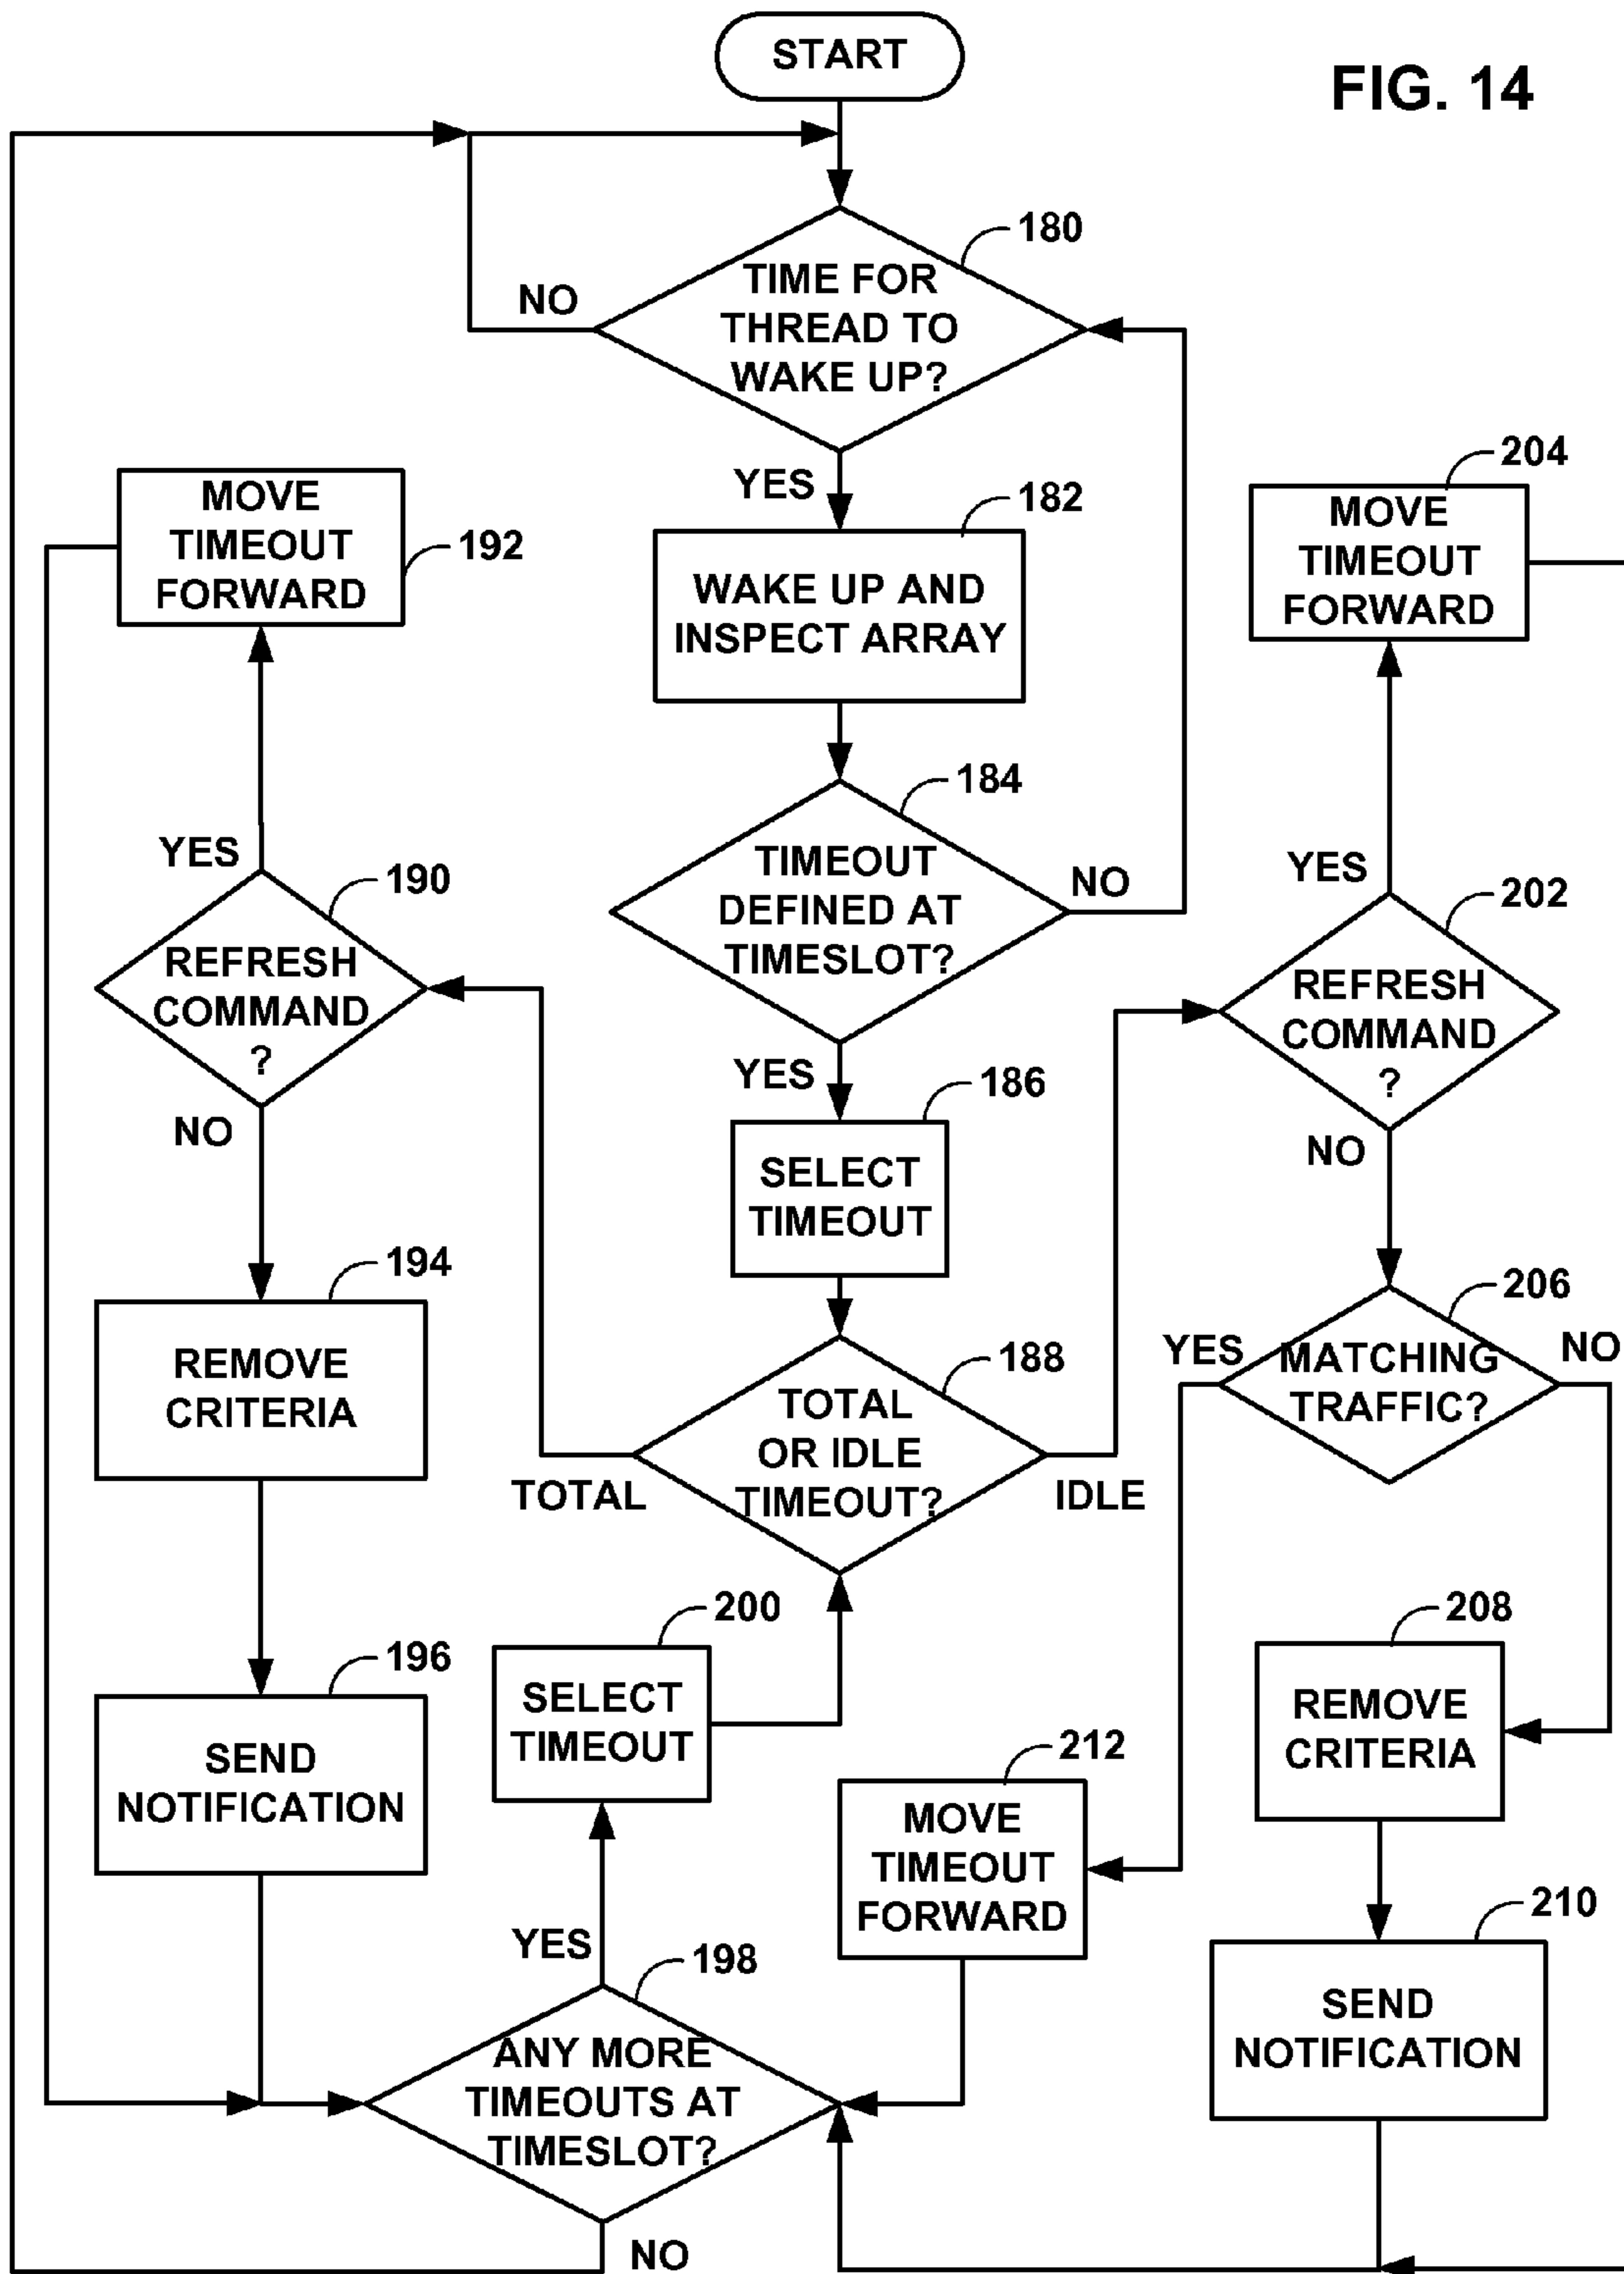 START
FIG. 14
180
TIME FOR
THREAD TO
WAKE UP?
NO
YES
182
WAKE UP AND
INSPECT ARRAY
MOVE
TIMEOUT
FORWARD
192
204
MOVE
TIMEOUT
FORWARD
184
TIMEOUT
DEFINED AT
TIMESLOT?
NO
YES
YES
190
REFRESH
COMMAND
?
NO
YES
202
REFRESH
COMMAND
?
NO
186
SELECT
TIMEOUT
194
REMOVE
CRITERIA
188
TOTAL
OR IDLE
TIMEOUT?
TOTAL
IDLE
206
YES
MATCHING
TRAFFIC?
NO
200
SELECT
TIMEOUT
208
REMOVE
CRITERIA
196
SEND
NOTIFICATION
212
MOVE
TIMEOUT
FORWARD
210
SEND
NOTIFICATION
YES
198
ANY MORE
TIMEOUTS AT
TIMESLOT?
NO